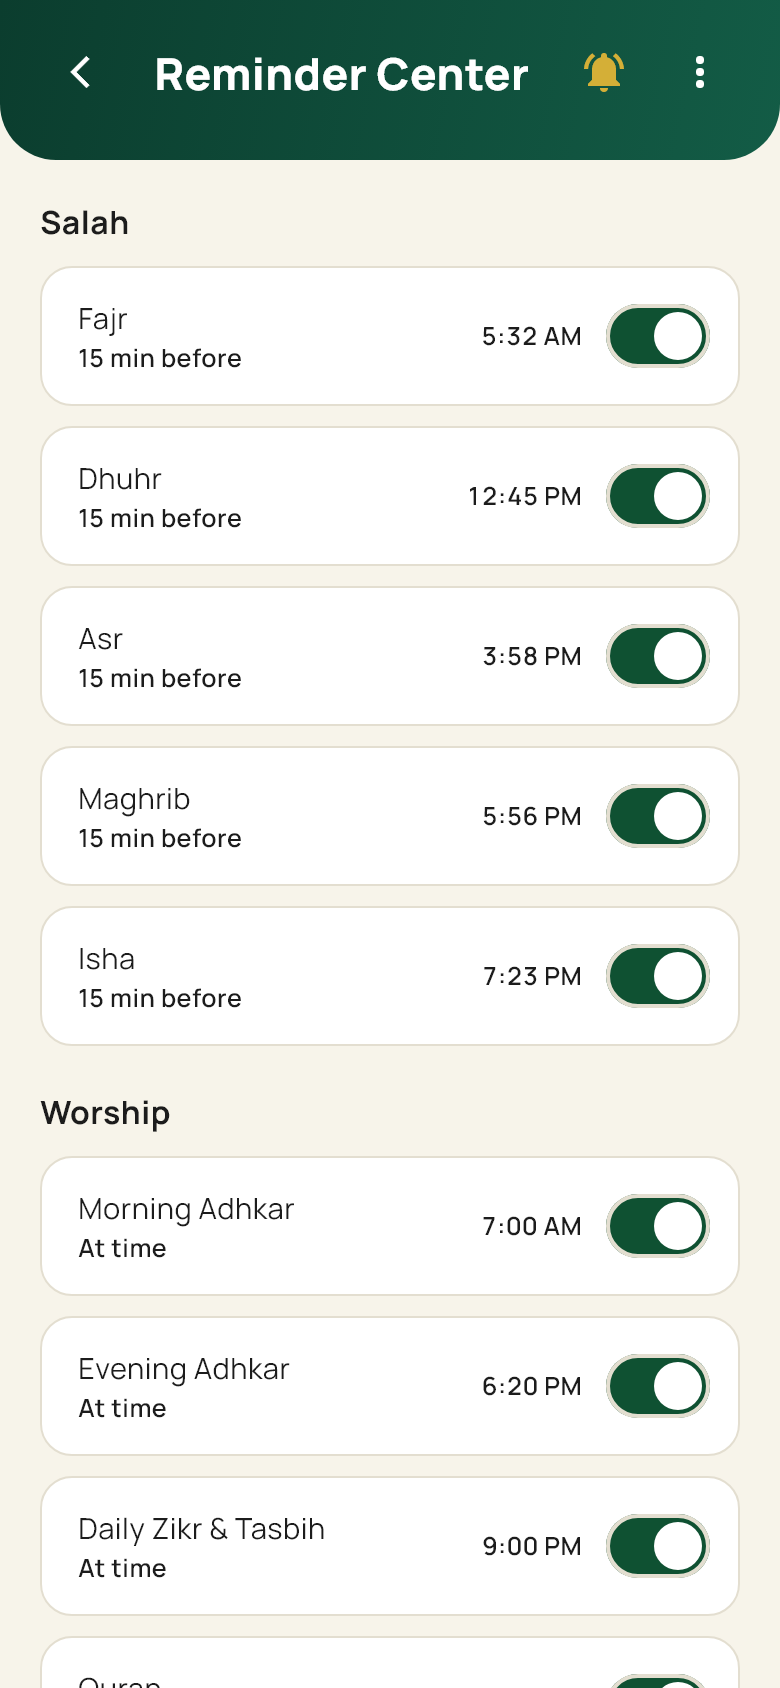 Reminder Center
Salah
Fajr
15 min before
5:32 AM
Dhuhr
15 min before
12:45 PM
Asr
15 min before
3:58 PM
Maghrib
15 min before
5:56 PM
Isha
15 min before
7:23 PM
Worship
Morning Adhkar
At time
7:00 AM
Evening Adhkar
At time
6:20 PM
Daily Zikr & Tasbih
At time
9:00 PM
Quran